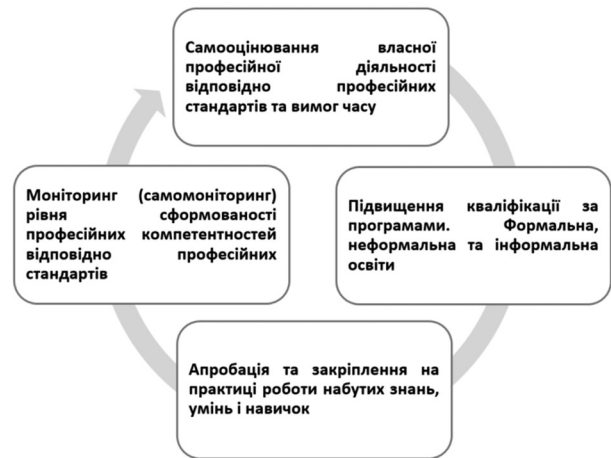 Самооцінювання власної
професійної діяльності
відповідно професійних
стандартів та вимог часу
Підвищення кваліфікації за
програмами. Формальна,
неформальна та інформальна
освіти
Апробація та закріплення на
практиці роботи набутих знань,
умінь і навичок
Моніторинг (самомоніторинг)
рівня сформованості
професійних компетентностей
відповідно професійних
стандартів